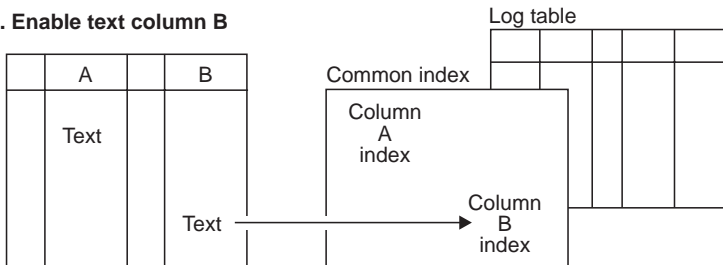 . Enable text column B
Log table
A
B
Common index
Column
A
index
Text
Column
B
index
Text